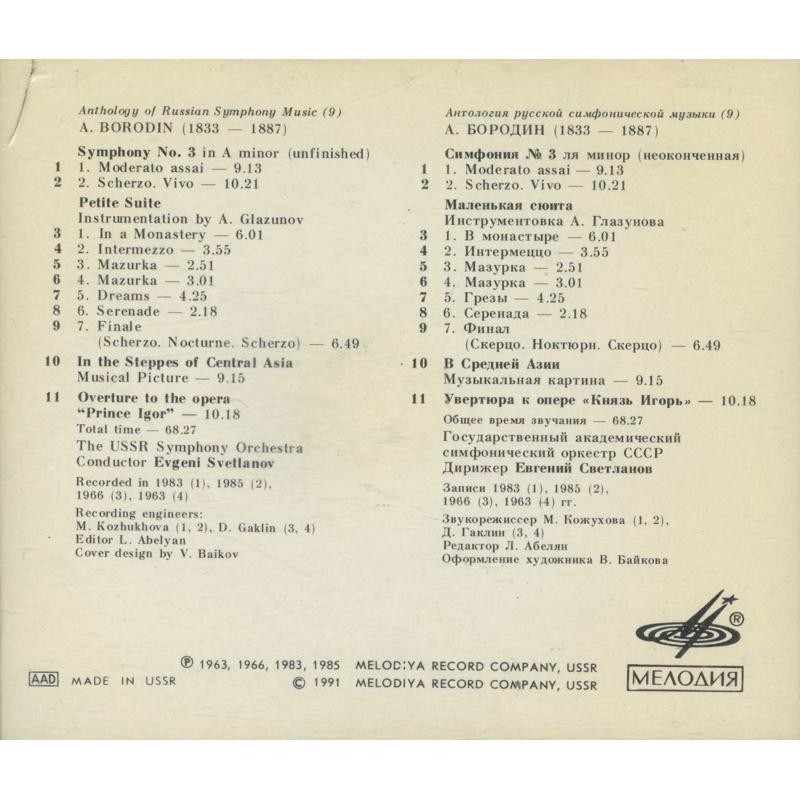 Anthology of Russian Symphony Music (9)
A. BORODIN (1833 — 1887)
Symphony No. 3 in A minor (unfinished)
1 1. Moderato assai — 9.13
2 2. Scherzo. Vivo — 10.21
Petite Suite
Instrumentation by A. Glazunov
3 1. In a Monastery — 6.01
4 2. Intermezzo — 3.55
5 3. Mazurka — 2.51
6 4. Mazurka — 3.01
7 5. Dreams — 4.25
8 6. Serenade — 2.18
9 7. Finale
(Scherzo. Nocturne. Scherzo) — 6.49
10 In the Steppes of Central Asia
Musical Picture — 9.15
11 Overture to the opera
“Prince Igor” — 10.18
Total time — 68.27
The USSR Symphony Orchestra
Conductor Evgeni Svetlanov
Recorded in 1983 (1), 1985 (2),
1966 (3), 1963 (4)
Recording engineers:
M. Kozhukhova (1, 2), D. Gaklin (3, 4)
Editor L. Abelyan
Cover design by V. Baikov
Антология русской симфонической музыки (9)
А. БОРОДИН (1833 — 1887)
Симфония № 3 ля минор (неоконченная)
1 1. Moderato assai — 9.13
2 2. Scherzo. Vivo — 10.21
Маленькая сюита
Инструментовка А. Глазунова
3 1. В монастыре — 6.01
4 2. Интермеццо — 3.55
5 3. Мазурка — 2.51
6 4. Мазурка — 3.01
7 5. Грезы — 4.25
8 6. Серенада — 2.18
9 7. Финал
(Скерцо. Ноктюрн. Скерцо) — 6.49
10 В Средней Азии
Музыкальная картина — 9.15
11 Увертюра к опере «Князь Игорь» — 10.18
Общее время звучания — 68.27
Государственный академический
симфонический оркестр СССР
Дирижер Евгений Светланов
Записи 1983 (1), 1985 (2),
1966 (3), 1963 (4) гг.
Звукорежиссер М. Кожухова (1, 2),
Д. Гаклин (3, 4)
Редактор Л. Абелян
Оформление художника В. Байкова
Ⓟ 1963, 1966, 1983, 1985 MELODIYA RECORD COMPANY, USSR
AAD MADE IN USSR © 1991 MELODIYA RECORD COMPANY, USSR
®
МЕЛОДИЯ